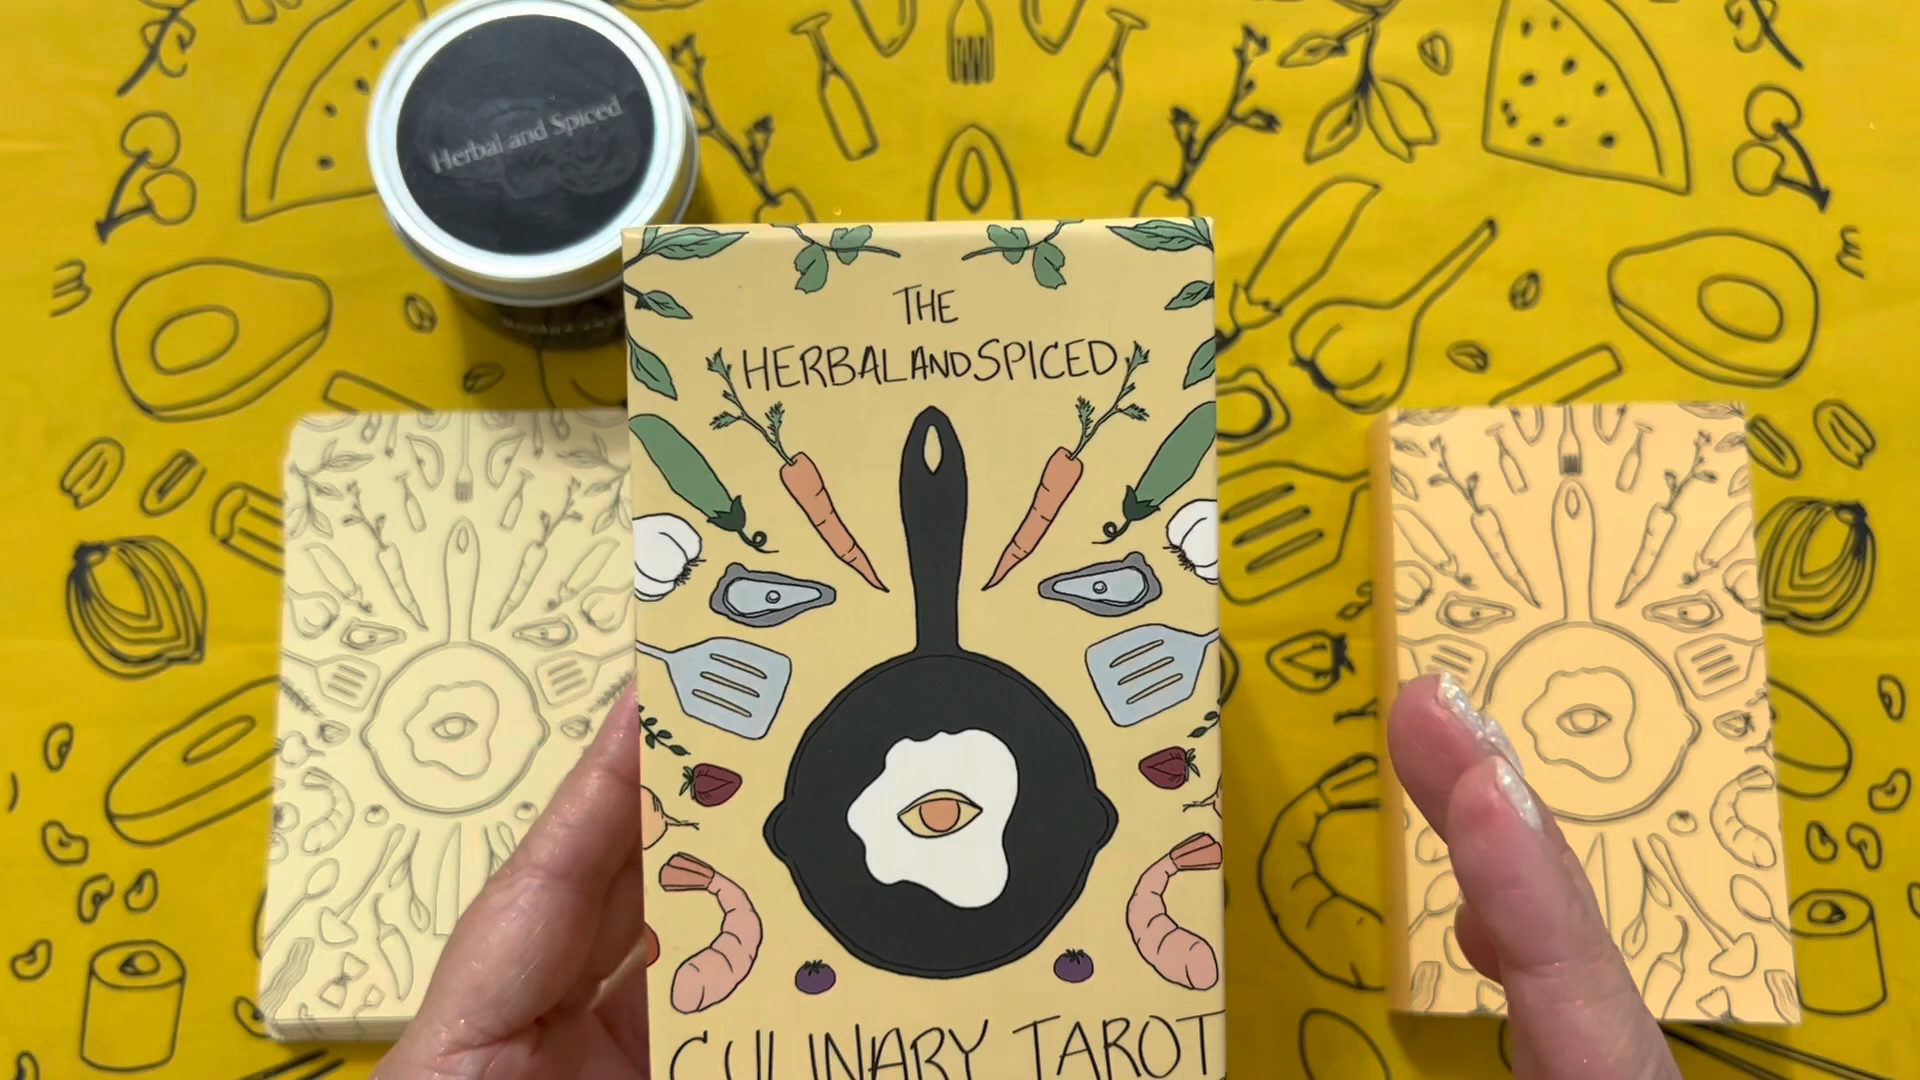 Herbal and Spiced
THE
HERBAL AND SPICED
CULINARY TAROT